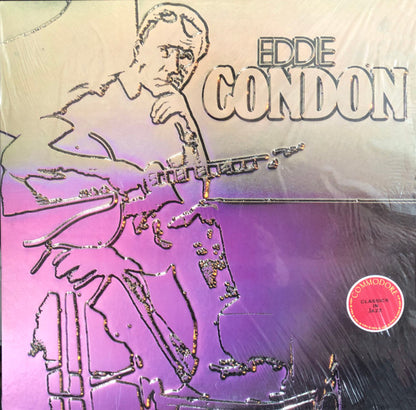 EDDIE
CONDON
COMMODORE
CLASSICS
IN
JAZZ